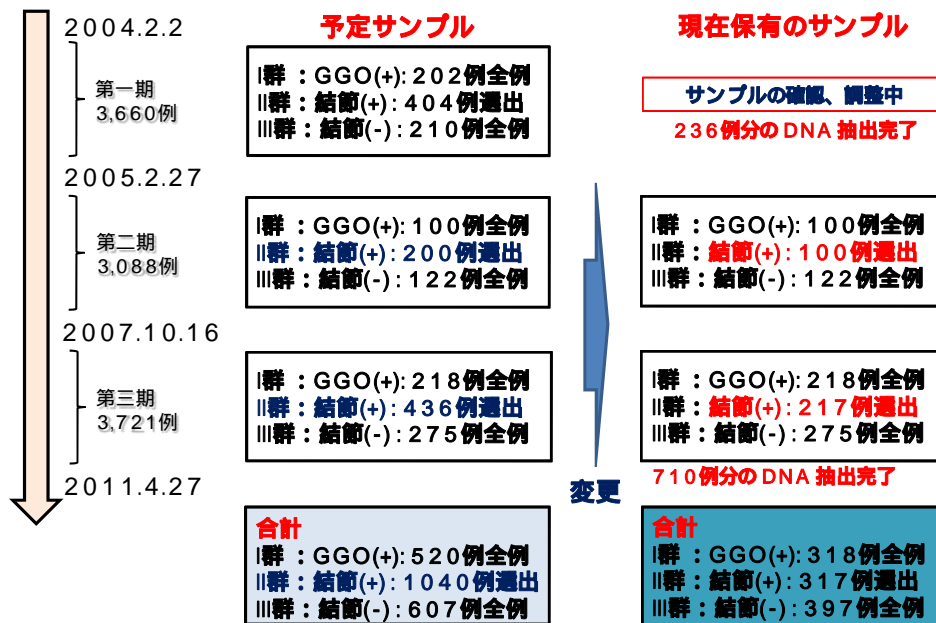 2004.2.2
予定サンプル
現在保有のサンプル
第一期
3,660例
I群 : GGO(+): 202例全例
II群 : 結節(+) : 404例選出
III群 : 結節(-) : 210例全例
サンプルの確認、調整中
236例分のDNA 抽出完了
2005.2.27
第二期
3,088例
I群 : GGO(+): 100例全例
II群 : 結節(+) : 200例選出
III群 : 結節(-) : 122例全例
I群 : GGO(+): 100例全例
II群 : 結節(+) : 100例選出
III群 : 結節(-) : 122例全例
2007.10.16
第三期
3,721例
I群 : GGO(+): 218例全例
II群 : 結節(+) : 436例選出
III群 : 結節(-) : 275例全例
I群 : GGO(+): 218例全例
II群 : 結節(+) : 217例選出
III群 : 結節(-) : 275例全例
2011.4.27
変更
710例分のDNA 抽出完了
合計
I群 : GGO(+): 520例全例
II群 : 結節(+) : 1040例選出
III群 : 結節(-) : 607例全例
合計
I群 : GGO(+): 318例全例
II群 : 結節(+) : 317例選出
III群 : 結節(-) : 397例全例